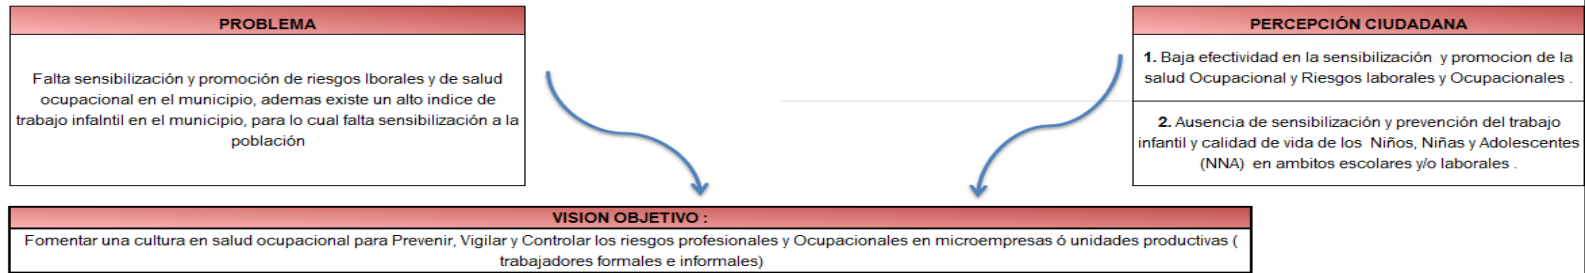 PROBLEMA
Falta sensibilización y promoción de riesgos lborales y de salud
ocupacional en el municipio, ademas existe un alto indice de
trabajo infalntil en el municipio, para lo cual falta sensibilización a la
población
PERCEPCIÓN CIUDADANA
1. Baja efectividad en la sensibilización y promocion de la
salud Ocupacional y Riesgos laborales y Ocupacionales .
2. Ausencia de sensibilización y prevención del trabajo
infantil y calidad de vida de los Niños, Niñas y Adolescentes
(NNA) en ambitos escolares y/o laborales .
VISION OBJETIVO :
Fomentar una cultura en salud ocupacional para Prevenir, Vigilar y Controlar los riesgos profesionales y Ocupacionales en microempresas ó unidades productivas (
trabajadores formales e informales)